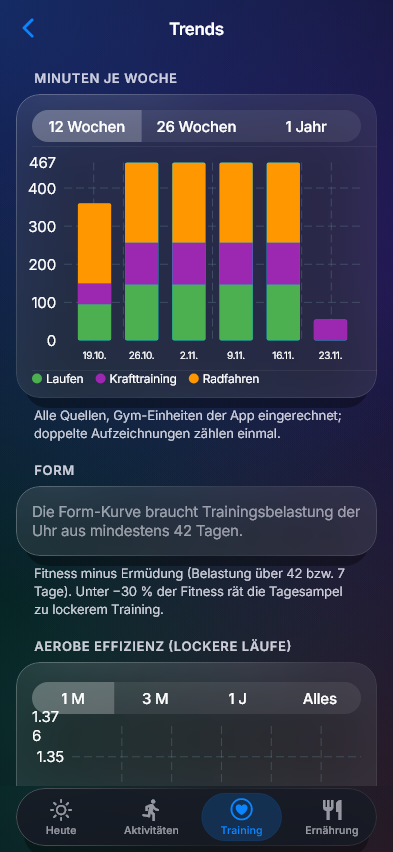 Trends
MINUTEN JE WOCHE
12 Wochen 26 Wochen 1 Jahr
467
400
300
200
100
0
19.10. 26.10. 2.11. 9.11. 16.11. 23.11.
Laufen Krafttraining Radfahren
Alle Quellen, Gym-Einheiten der App eingerechnet;
doppelte Aufzeichnungen zählen einmal.
FORM
Die Form-Kurve braucht Trainingsbelastung der
Uhr aus mindestens 42 Tagen.
Fitness minus Ermüdung (Belastung über 42 bzw. 7
Tage). Unter −30 % der Fitness rät die Tagesampel
zu lockerem Training.
AEROBE EFFIZIENZ (LOCKERE LÄUFE)
1 M 3 M 1 J Alles
1.37
6
1.35
Heute Aktivitäten Training Ernährung